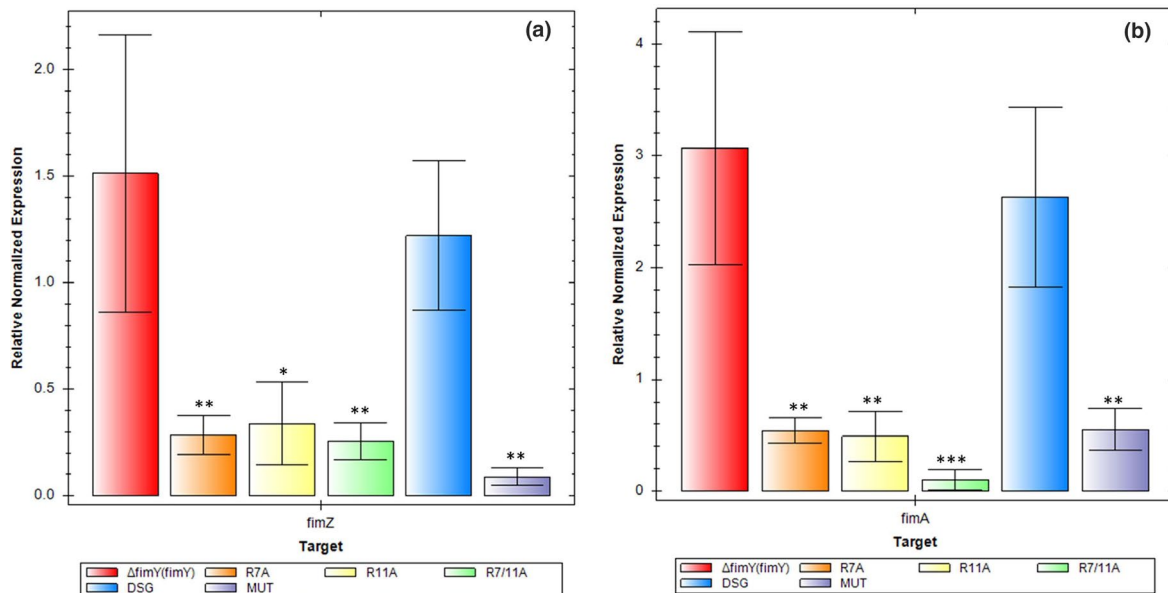 (a)
Relative Normalized Expression
2.0
1.5
1.0
0.5
0.0
**
*
**
**
fimZ
Target
ΔfimY(fimY) R7A R11A R7/11A
DSG MUT
(b)
Relative Normalized Expression
4
3
2
1
0
**
**
***
**
fimA
Target
ΔfimY(fimY) R7A R11A R7/11A
DSG MUT